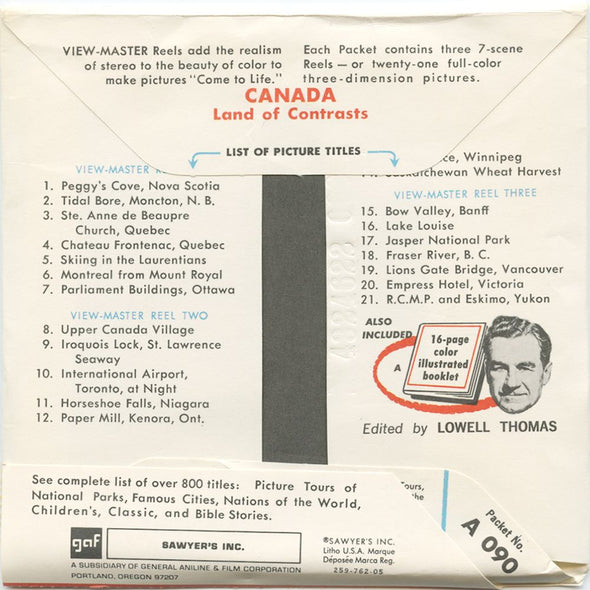 VIEW-MASTER Reels add the realism
of stereo to the beauty of color to
make pictures "Come to Life."
Each Packet contains three 7-scene
Reels — or twenty-one full-color
three-dimension pictures.
CANADA
Land of Contrasts
LIST OF PICTURE TITLES
VIEW-MASTER
1. Peggy's Cove, Nova Scotia
2. Tidal Bore, Moncton, N. B.
3. Ste. Anne de Beaupre
Church, Quebec
4. Chateau Frontenac, Quebec
5. Skiing in the Laurentians
6. Montreal from Mount Royal
7. Parliament Buildings, Ottawa
VIEW-MASTER REEL TWO
8. Upper Canada Village
9. Iroquois Lock, St. Lawrence
Seaway
10. International Airport,
Toronto, at Night
11. Horseshoe Falls, Niagara
12. Paper Mill, Kenora, Ont.
Winnipeg
Wheat Harvest
VIEW-MASTER REEL THREE
15. Bow Valley, Banff
16. Lake Louise
17. Jasper National Park
18. Fraser River, B. C.
19. Lions Gate Bridge, Vancouver
20. Empress Hotel, Victoria
21. R.C.M.P. and Eskimo, Yukon
ALSO
INCLUDED
A
16-page
color
illustrated
booklet
Edited by LOWELL THOMAS
See complete list of over 800 titles: Picture Tours of
National Parks, Famous Cities, Nations of the World,
Children's, Classic, and Bible Stories.
gaf
SAWYER'S INC.
A SUBSIDIARY OF GENERAL ANILINE & FILM CORPORATION
PORTLAND, OREGON 97207
®SAWYER'S INC.
Litho U.S.A. Marque
Déposée Marca Reg.
259-762-05
Packet No.
A 090